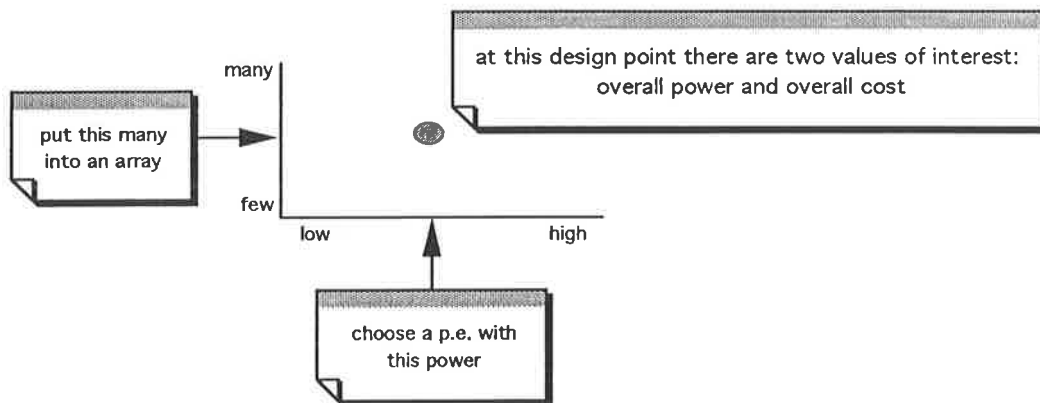 at this design point there are two values of interest:
overall power and overall cost
many
put this many
into an array
few
low
high
choose a p.e. with
this power